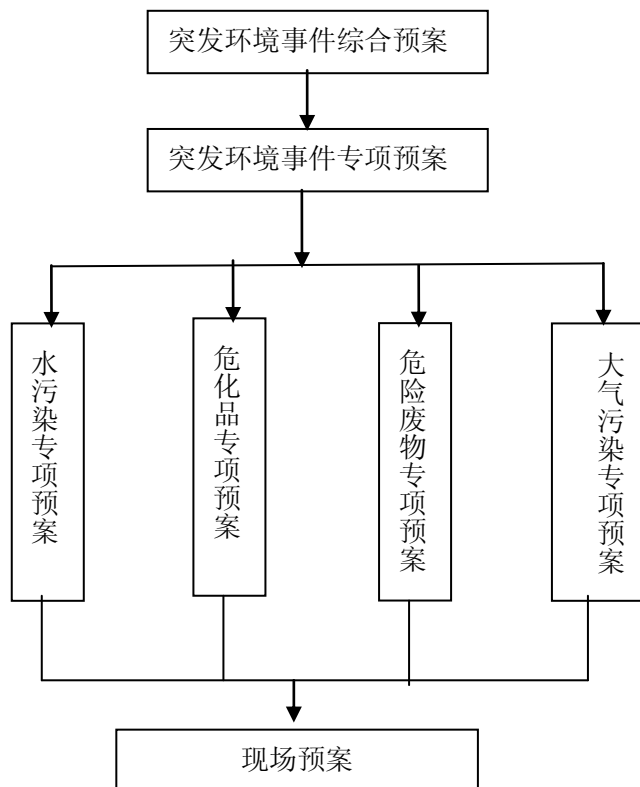 突发环境事件综合预案
突发环境事件专项预案
水污染专项预案
危化品专项预案
危险废物专项预案
大气污染专项预案
现场预案